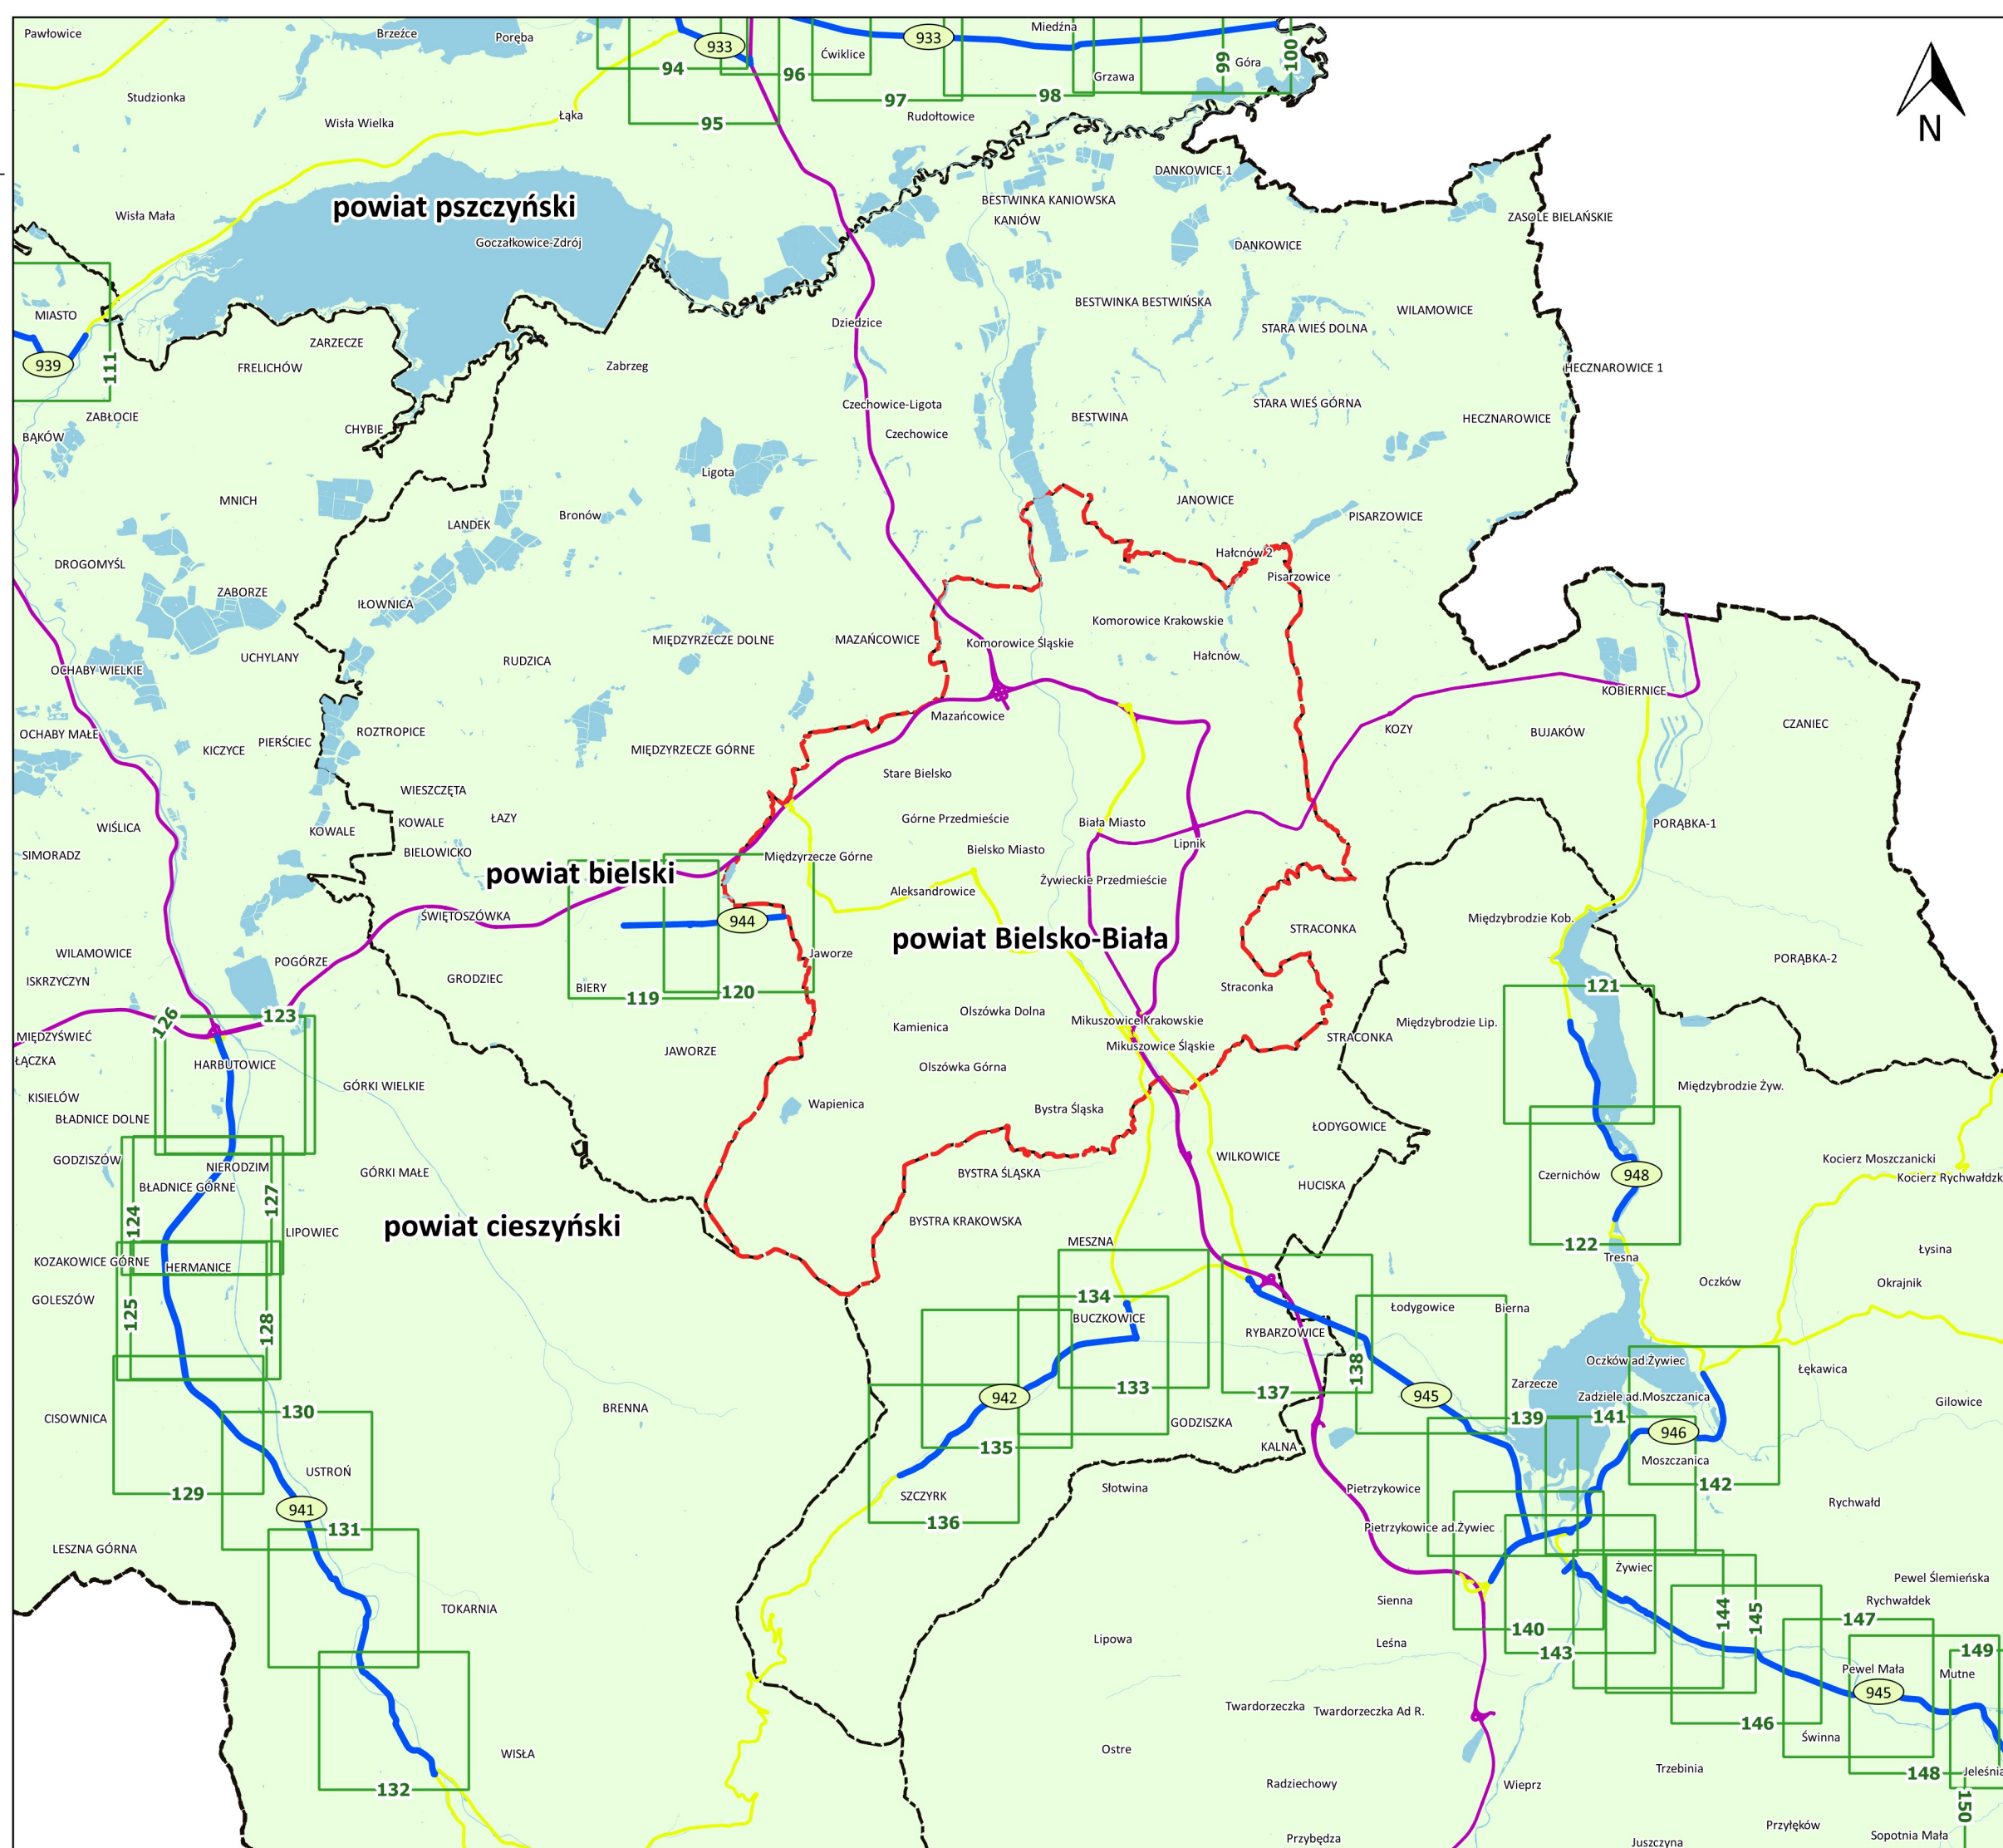 Pawłowice
Brzeźce
Poręba
933
933
Miedźna
Ćwiklice
94
96
97
98
99
100
Góra
Grzawa
Studzionka
Wisła Wielka
Łąka
95
Rudołtowice
N
DANKOWICE 1
powiat pszczyński
Wisła Mała
BESTWINKA KANIOWSKA
KANIÓW
ZASOLE BIELAŃSKIE
Goczałkowice-Zdrój
DANKOWICE
MIASTO
939
111
ZARZECZE
FRELICHÓW
Dziedzice
BESTWINKA BESTWIŃSKA
STARA WIEŚ DOLNA
WILAMOWICE
Zabrzeg
HECZNAROWICE 1
ZABŁOCIE
BĄKÓW
CHYBIE
Czechowice-Ligota
Czechowice
BESTWINA
STARA WIEŚ GÓRNA
HECZNAROWICE
Ligota
MNICH
LANDEK
Bronów
JANOWICE
PISARZOWICE
DROGOMYŚL
ZABORZE
IŁOWNICA
Hałcnów 2
Pisarzowice
MIĘDZYRZECZE DOLNE
MAZAŃCOWICE
Komorowice Krakowskie
Komorowice Śląskie
Hałcnów
OCHABY WIELKIE
UCHYLANY
RUDZICA
KOBIERNICE
OCHABY MAŁE
KICZYCE
PIERŚCIEC
ROZTROPICE
MIĘDZYRZECZE GÓRNE
Mazańcowice
KOZY
BUJAKÓW
CZANIEC
Stare Bielsko
WIESZCZĘTA
WIŚLICA
KOWALE
KOWALE
ŁAZY
Górne Przedmieście
Biała Miasto
PORĄBKA-1
SIMORADZ
BIELOWICKO
powiat bielski
Międzyrzecze Górne
Bielsko Miasto
Lipnik
Aleksandrowice
Żywieckie Przedmieście
ŚWIĘTOSZÓWKA
944
powiat Bielsko-Biała
STRACONKA
Międzybrodzie Kob.
WILAMOWICE
ISKRZYCZYN
POGÓRZE
GRODZIEC
BIERY
119
120
Jaworze
Straconka
PORĄBKA-2
121
126
123
MIĘDZYŚWIEĆ
ŁĄCZKA
HARBUTOWICE
Kamienica
Olszówka Dolna
Mikuszowice Krakowskie
Mikuszowice Śląskie
Międzybrodzie Lip.
STRACONKA
JAWORZE
Olszówka Górna
KISIELÓW
BŁADNICE DOLNE
GÓRKI WIELKIE
Wapienica
Bystra Śląska
Międzybrodzie Żyw.
ŁODYGOWICE
GODZISZÓW
NIERODZIM
BŁADNICE GÓRNE
GÓRKI MAŁE
BYSTRA ŚLĄSKA
WILKOWICE
HUCISKA
Czernichów
948
Kocierz Moszczanicki
Kocierz Rychwałdzk
124
127
LIPOWIEC
powiat cieszyński
BYSTRA KRAKOWSKA
MESZNA
122
Tresna
Łysina
KOZAKOWICE GÓRNE
HERMANICE
GOLESZÓW
125
128
134
BUCZKOWICE
RYBARZOWICE
Łodygowice
Bierna
Oczków
Okrajnik
138
Oczków ad.Żywiec
Zarzecze
Zadziele ad.Moszczanica
Łękawica
133
137
942
945
Gilowice
CISOWNICA
130
BRENNA
GODZISZKA
135
KALNA
139
141
946
Moszczanica
USTROŃ
129
941
131
SZCZYRK
136
Słotwina
Pietrzykowice
142
Rychwałd
Pietrzykowice ad.Żywiec
LESZNA GÓRNA
Żywiec
Pewel Ślemieńska
TOKARNIA
Sienna
Rychwałdek
Lipowa
Leśna
140
143
144
145
147
149
Pewel Mała
Mutne
945
Twardorzeczka
Twardorzeczka Ad R.
146
Świnna
WISŁA
132
Ostre
Radziechowy
Wieprz
Trzebinia
148
Jeleśnia
150
Przybędza
Juszczyna
Przyłęków
Sopotnia Mała